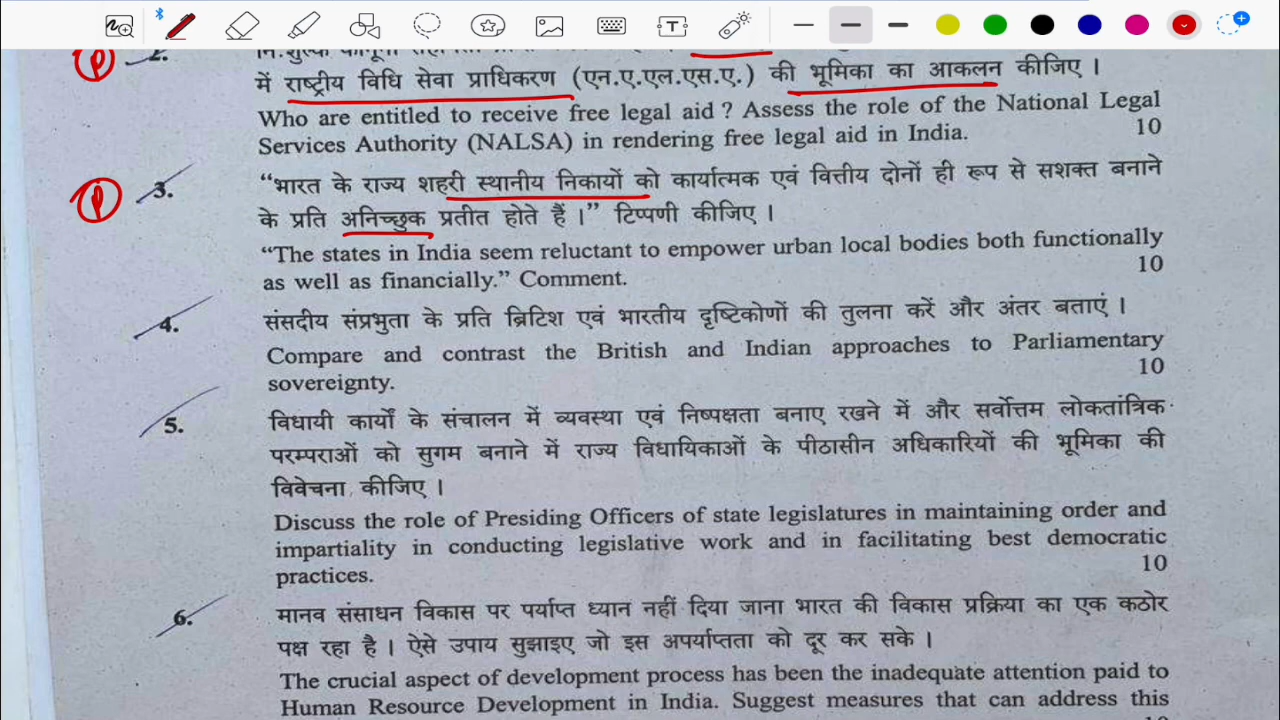 2.
में राष्ट्रीय विधि सेवा प्राधिकरण (एन.ए.एल.एस.ए.) की भूमिका का आकलन कीजिए ।
Who are entitled to receive free legal aid ? Assess the role of the National Legal
Services Authority (NALSA) in rendering free legal aid in India. 10
3. “भारत के राज्य शहरी स्थानीय निकायों को कार्यात्मक एवं वित्तीय दोनों ही रूप से सशक्त बनाने
के प्रति अनिच्छुक प्रतीत होते हैं ।” टिप्पणी कीजिए ।
“The states in India seem reluctant to empower urban local bodies both functionally
as well as financially.” Comment. 10
4. संसदीय संप्रभुता के प्रति ब्रिटिश एवं भारतीय दृष्टिकोणों की तुलना करें और अंतर बताएं ।
Compare and contrast the British and Indian approaches to Parliamentary
sovereignty. 10
5. विधायी कार्यों के संचालन में व्यवस्था एवं निष्पक्षता बनाए रखने में और सर्वोत्तम लोकतांत्रिक
परम्पराओं को सुगम बनाने में राज्य विधायिकाओं के पीठासीन अधिकारियों की भूमिका की
विवेचना कीजिए ।
Discuss the role of Presiding Officers of state legislatures in maintaining order and
impartiality in conducting legislative work and in facilitating best democratic
practices. 10
6. मानव संसाधन विकास पर पर्याप्त ध्यान नहीं दिया जाना भारत की विकास प्रक्रिया का एक कठोर
पक्ष रहा है । ऐसे उपाय सुझाइए जो इस अपर्याप्तता को दूर कर सके ।
The crucial aspect of development process has been the inadequate attention paid to
Human Resource Development in India. Suggest measures that can address this